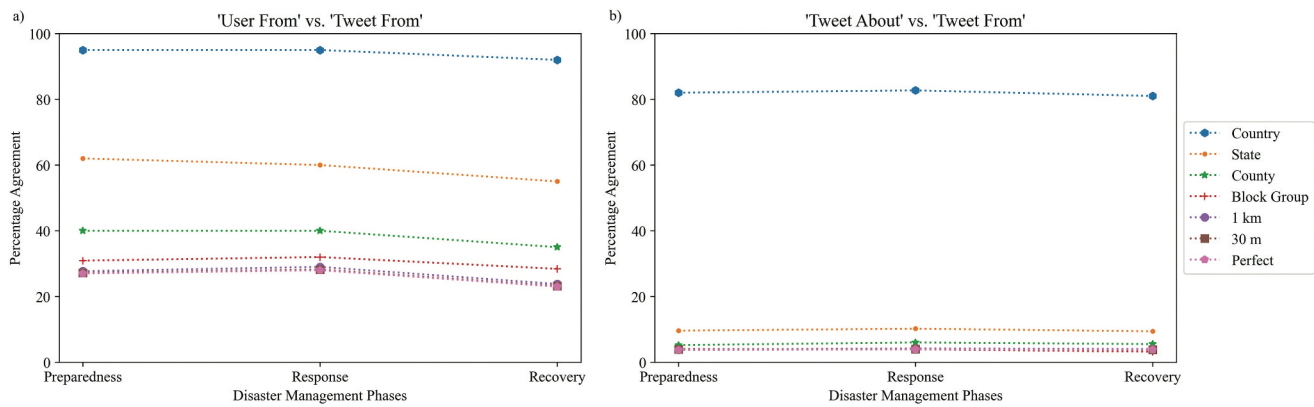 a)
'User From' vs. 'Tweet From'
100
80
60
40
20
0
Percentage Agreement
Preparedness
Response
Recovery
Disaster Management Phases
b)
'Tweet About' vs. 'Tweet From'
100
80
60
40
20
0
Percentage Agreement
Preparedness
Response
Recovery
Disaster Management Phases
Country
State
County
Block Group
1 km
30 m
Perfect